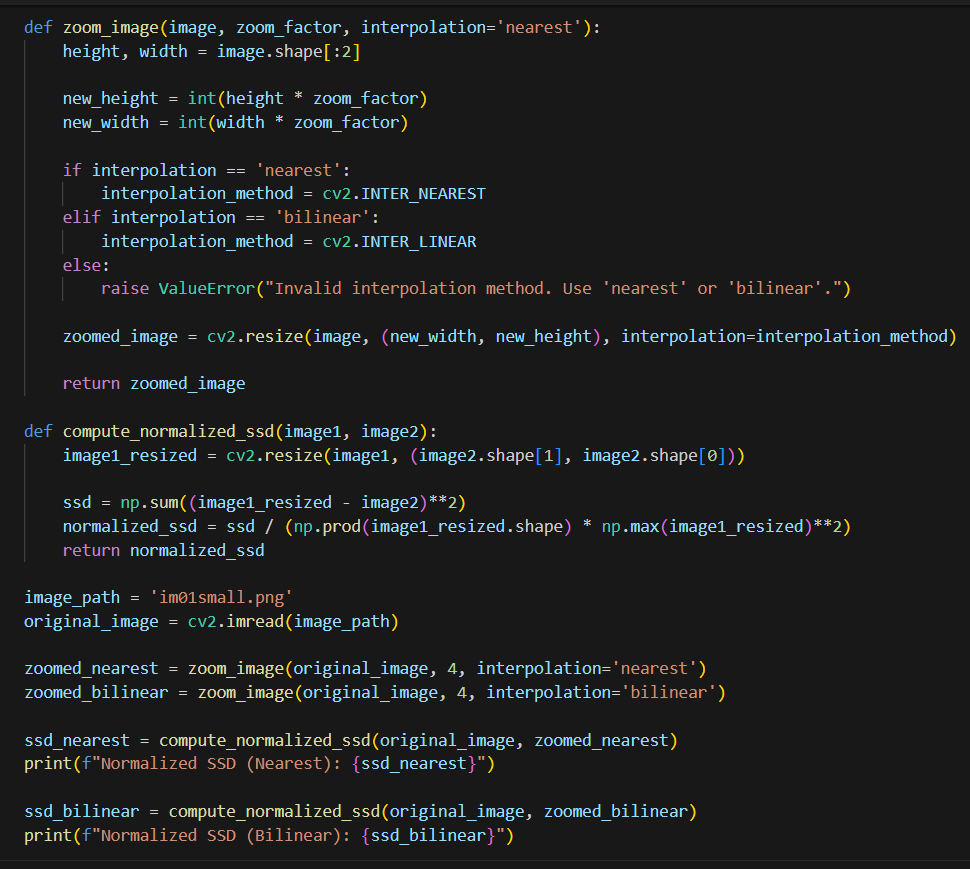 def zoom_image(image, zoom_factor, interpolation='nearest'):
    height, width = image.shape[:2]

    new_height = int(height * zoom_factor)
    new_width = int(width * zoom_factor)

    if interpolation == 'nearest':
        interpolation_method = cv2.INTER_NEAREST
    elif interpolation == 'bilinear':
        interpolation_method = cv2.INTER_LINEAR
    else:
        raise ValueError("Invalid interpolation method. Use 'nearest' or 'bilinear'.")

    zoomed_image = cv2.resize(image, (new_width, new_height), interpolation=interpolation_method)

    return zoomed_image

def compute_normalized_ssd(image1, image2):
    image1_resized = cv2.resize(image1, (image2.shape[1], image2.shape[0]))

    ssd = np.sum((image1_resized - image2)**2)
    normalized_ssd = ssd / (np.prod(image1_resized.shape) * np.max(image1_resized)**2)
    return normalized_ssd

image_path = 'im01small.png'
original_image = cv2.imread(image_path)

zoomed_nearest = zoom_image(original_image, 4, interpolation='nearest')
zoomed_bilinear = zoom_image(original_image, 4, interpolation='bilinear')

ssd_nearest = compute_normalized_ssd(original_image, zoomed_nearest)
print(f"Normalized SSD (Nearest): {ssd_nearest}")

ssd_bilinear = compute_normalized_ssd(original_image, zoomed_bilinear)
print(f"Normalized SSD (Bilinear): {ssd_bilinear}")